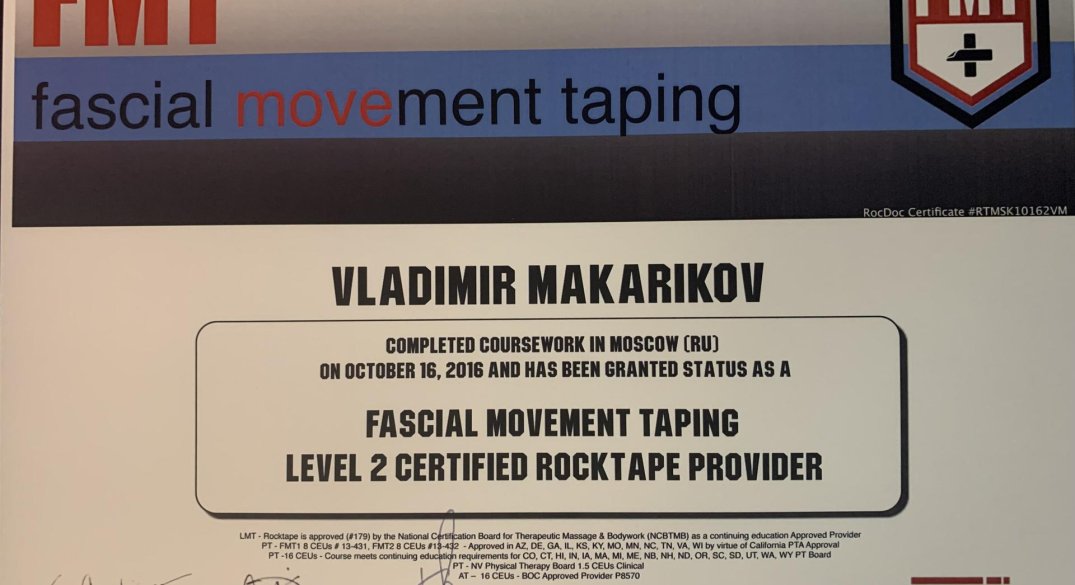 FMT
FMT
fascial movement taping
RocDoc Certificate #RTMSK10162VM
VLADIMIR MAKARIKOV
COMPLETED COURSEWORK IN MOSCOW (RU)
ON OCTOBER 16, 2016 AND HAS BEEN GRANTED STATUS AS A
FASCIAL MOVEMENT TAPING
LEVEL 2 CERTIFIED ROCKTAPE PROVIDER
LMT - Rocktape is approved (#179) by the National Certification Board for Therapeutic Massage & Bodywork (NCBTMB) as a continuing education Approved Provider
PT - FMT1 8 CEUs # 13-431, FMT2 8 CEUs #13-432 - Approved in AZ, DE, GA, IL, KS, KY, MO, MN, NC, TN, VA, WI by virtue of California PTA Approval
PT -16 CEUs - Course meets continuing education requirements for CO, CT, HI, IN, IA, MA, MI, ME, NB, NH, ND, OR, SC, SD, UT, WA, WY PT Board
PT - NV Physical Therapy Board 1.5 CEUs Clinical
AT – 16 CEUs - BOC Approved Provider P8570